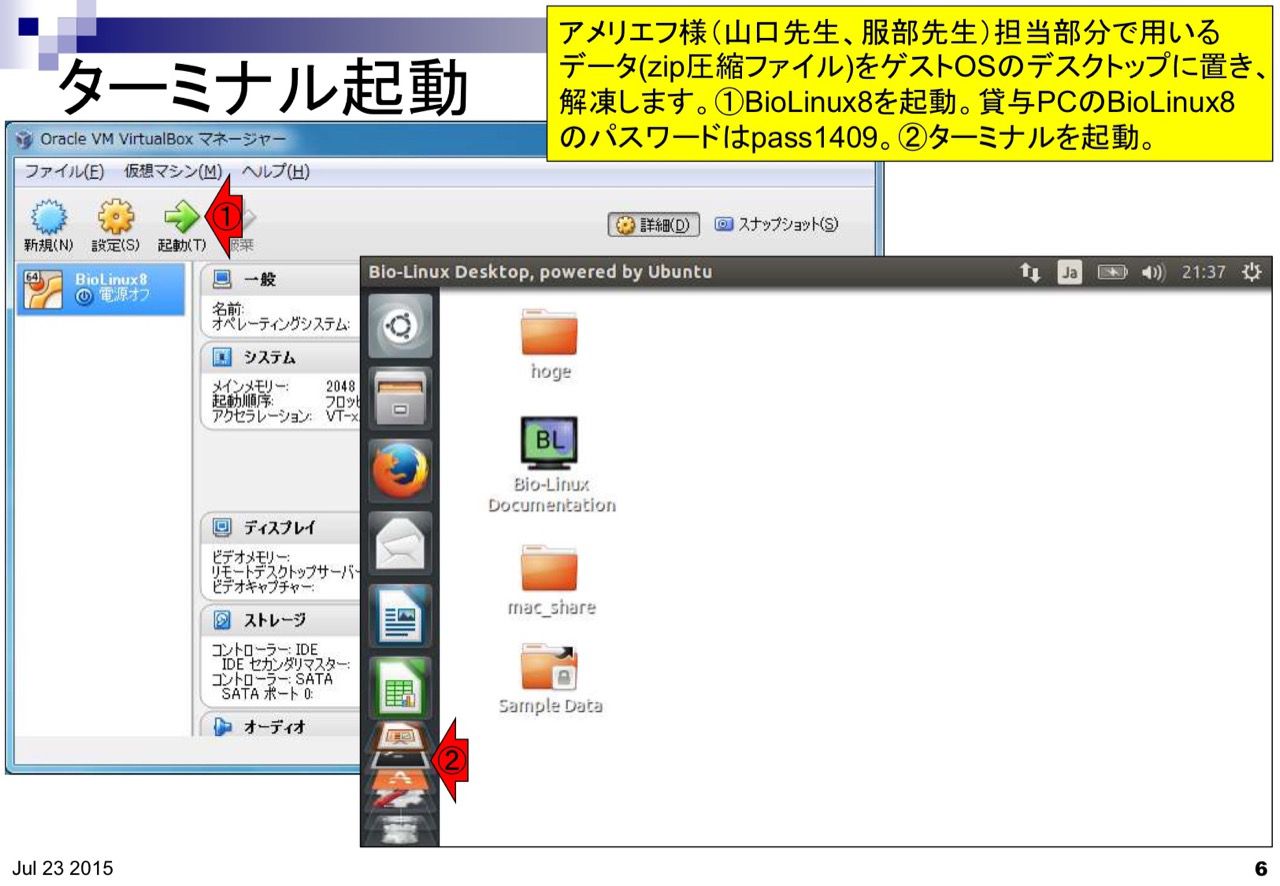 ターミナル起動
アメリエフ様（山口先生、服部先生）担当部分で用いる
データ(zip圧縮ファイル)をゲストOSのデスクトップに置き、
解凍します。①BioLinux8を起動。貸与PCのBioLinux8
のパスワードはpass1409。②ターミナルを起動。
Oracle VM VirtualBox マネージャー
ファイル(F) 仮想マシン(M) ヘルプ(H)
①
新規(N) 設定(S) 起動(T) 破棄
詳細(D) スナップショット(S)
64 BioLinux8
電源オフ
一般
名前:
オペレーティングシステム:
システム
メインメモリー: 2048
起動順序: フロッ
アクセラレーション: VT-x
ディスプレイ
ビデオメモリー:
リモートデスクトップサーバー
ビデオキャプチャー:
ストレージ
コントローラー: IDE
IDE セカンダリマスター:
コントローラー: SATA
SATA ポート 0:
オーディオ
Bio-Linux Desktop, powered by Ubuntu
Ja 21:37
hoge
BL
Bio-Linux
Documentation
mac_share
Sample Data
②
Jul 23 2015
6